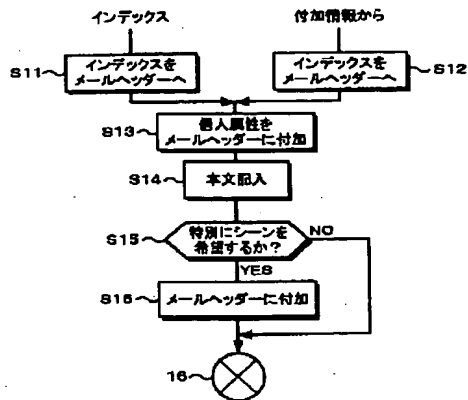 インデックス
付加情報から
S11
インデックスを
メールヘッダーへ
インデックスを
メールヘッダーへ
S12
S13
個人属性を
メールヘッダーに付加
S14
本文記入
S15
特別にシーンを
希望するか?
NO
YES
S16
メールヘッダーに付加
16